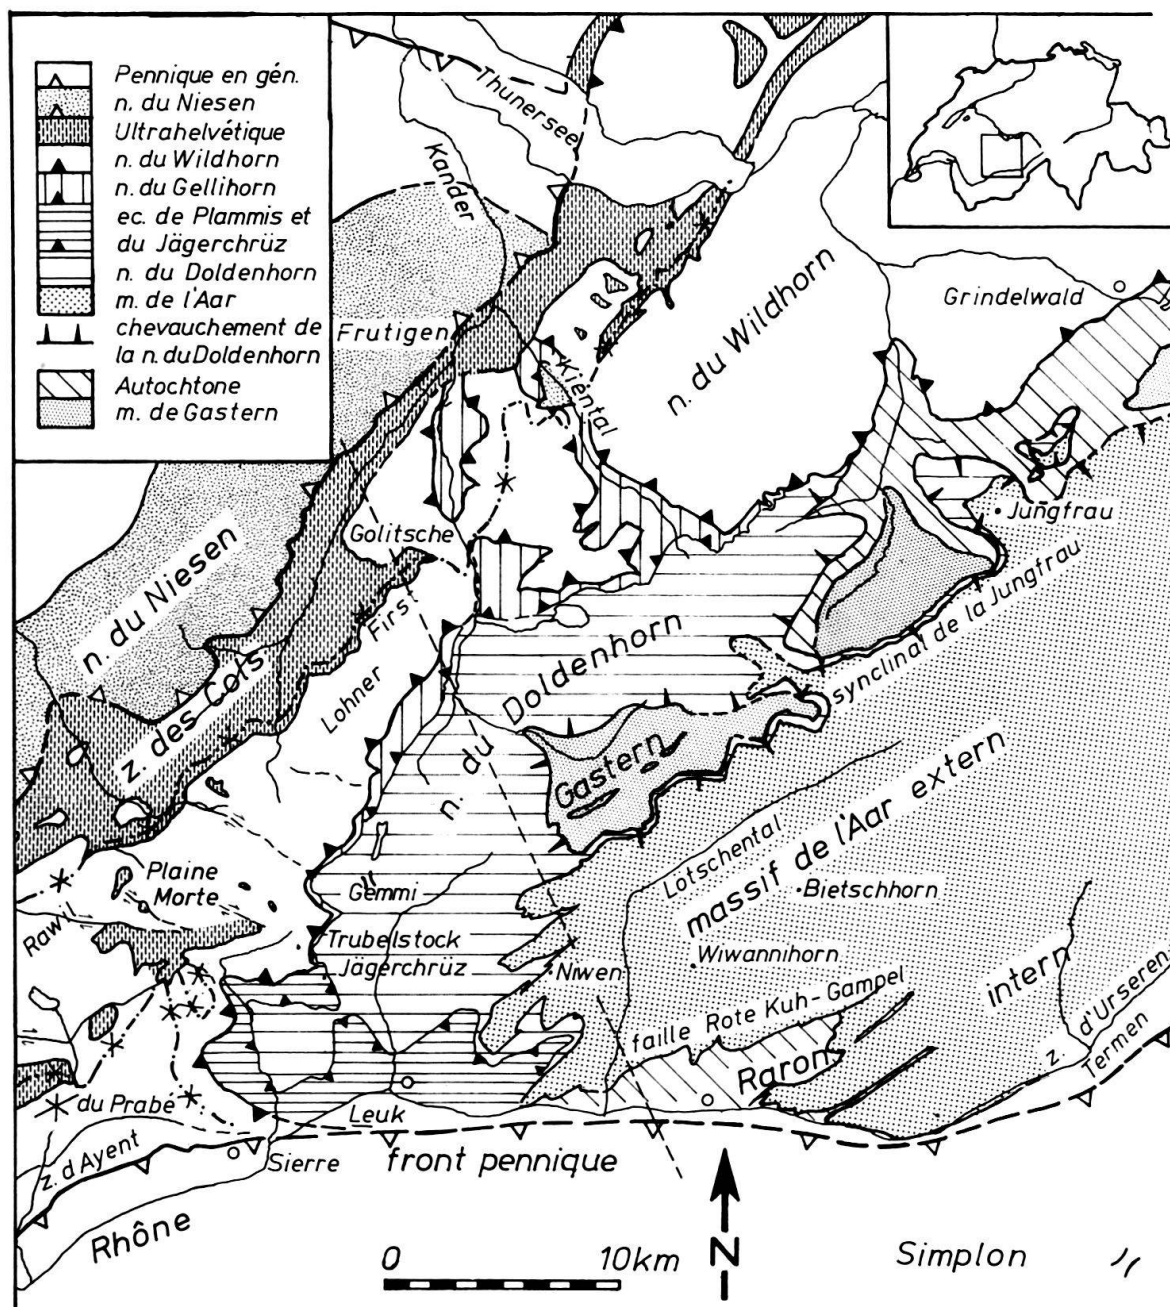 Pennique en gén.
n. du Niesen
Ultrahelvétique
n. du Wildhorn
n. du Gellihorn
ec. de Plammis et
du Jägerchrüz
n. du Doldenhorn
m. de l'Aar
chevauchement de
la n. du Doldenhorn
Autochtone
m. de Gastern
Thunersee
Kander
Frutigen
Kiental
n. du Wildhorn
Grindelwald
Jungfrau
Golitsche
n. du Niesen
First
Lohner
z. des Cols
n. du Doldenhorn
synclinal de la Jungfrau
Gastern
Lotschental
massif de l'Aar extern
Bietschhorn
Plaine
Morte
Rawil
Gemmi
Trubelstock
Jägerchrüz
Niwen
Wiwannihorn
intern
faille Rote Kuh-Gampel
Raron
z. d'Urseren
Termen
du Prabé
Leuk
z. d Ayent
Sierre
front pennique
Rhône
0 10km
N
Simplon